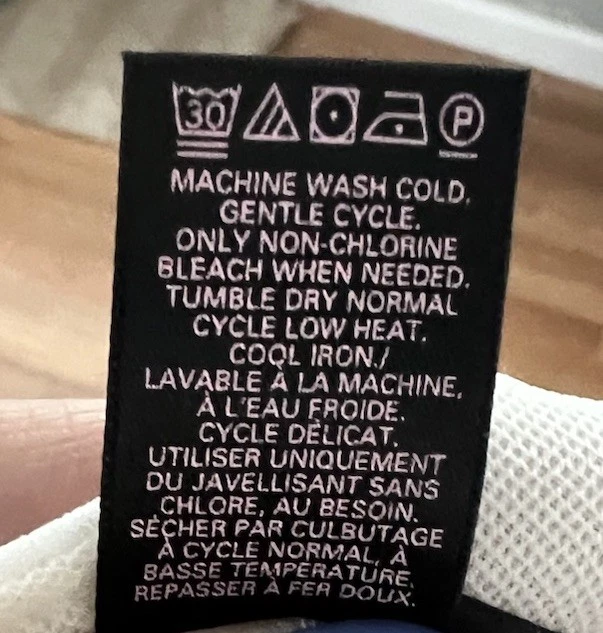 30 P
MACHINE WASH COLD,
GENTLE CYCLE.
ONLY NON-CHLORINE
BLEACH WHEN NEEDED.
TUMBLE DRY NORMAL
CYCLE LOW HEAT.
COOL IRON./
LAVABLE À LA MACHINE,
À L'EAU FROIDE.
CYCLE DÉLICAT.
UTILISER UNIQUEMENT
DU JAVELLISANT SANS
CHLORE, AU BESOIN.
SÉCHER PAR CULBUTAGE
À CYCLE NORMAL, À
BASSE TEMPÉRATURE.
REPASSER À FER DOUX.